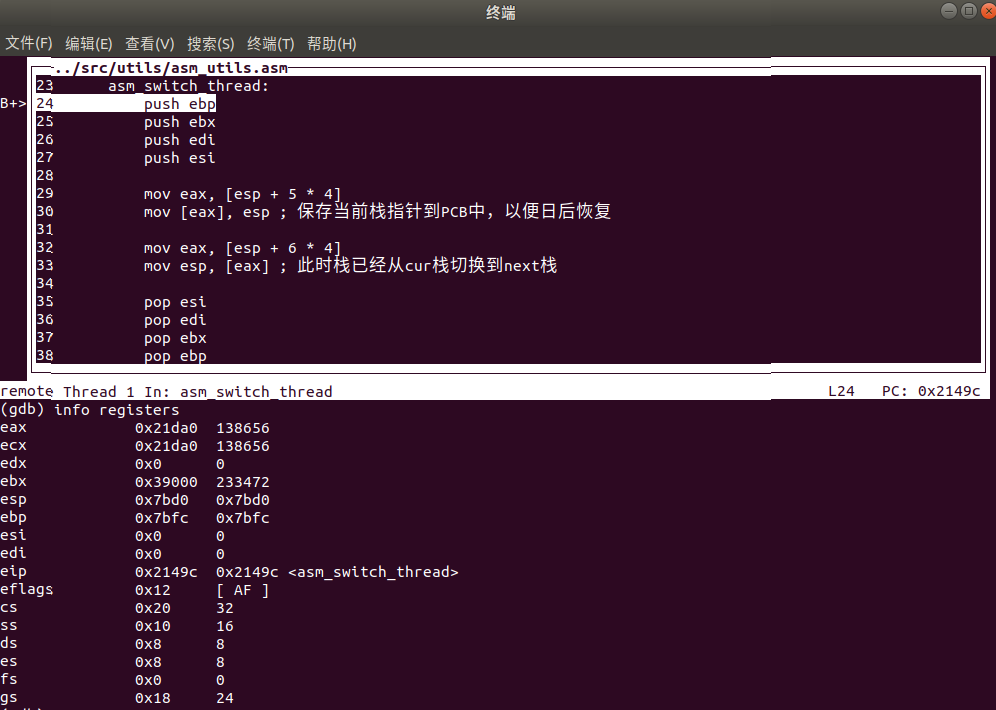 终端
文件(F) 编辑(E) 查看(V) 搜索(S) 终端(T) 帮助(H)
../src/utils/asm_utils.asm
23 asm_switch_thread:
B+> 24 push ebp
25 push ebx
26 push edi
27 push esi
28
29 mov eax, [esp + 5 * 4]
30 mov [eax], esp ; 保存当前栈指针到PCB中，以便日后恢复
31
32 mov eax, [esp + 6 * 4]
33 mov esp, [eax] ; 此时栈已经从cur栈切换到next栈
34
35 pop esi
36 pop edi
37 pop ebx
38 pop ebp
remote Thread 1 In: asm_switch_thread L24 PC: 0x2149c
(gdb) info registers
eax 0x21da0 138656
ecx 0x21da0 138656
edx 0x0 0
ebx 0x39000 233472
esp 0x7bd0 0x7bd0
ebp 0x7bfc 0x7bfc
esi 0x0 0
edi 0x0 0
eip 0x2149c 0x2149c <asm_switch_thread>
eflags 0x12 [ AF ]
cs 0x20 32
ss 0x10 16
ds 0x8 8
es 0x8 8
fs 0x0 0
gs 0x18 24